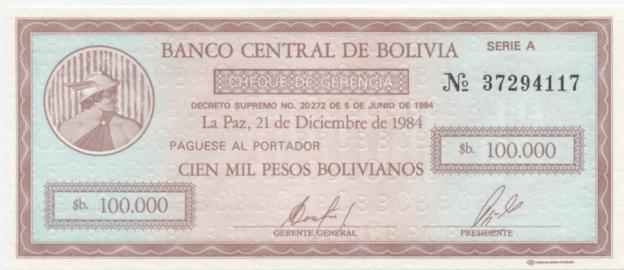 BANCO CENTRAL DE BOLIVIA
SERIE A
CHEQUE DE GERENCIA
Nº 37294117
DECRETO SUPREMO NO. 20272 DE 5 DE JUNIO DE 1984
La Paz, 21 de Diciembre de 1984
PAGUESE AL PORTADOR
$b. 100.000
CIEN MIL PESOS BOLIVIANOS
$b. 100.000
GERENTE GENERAL
PRESIDENTE